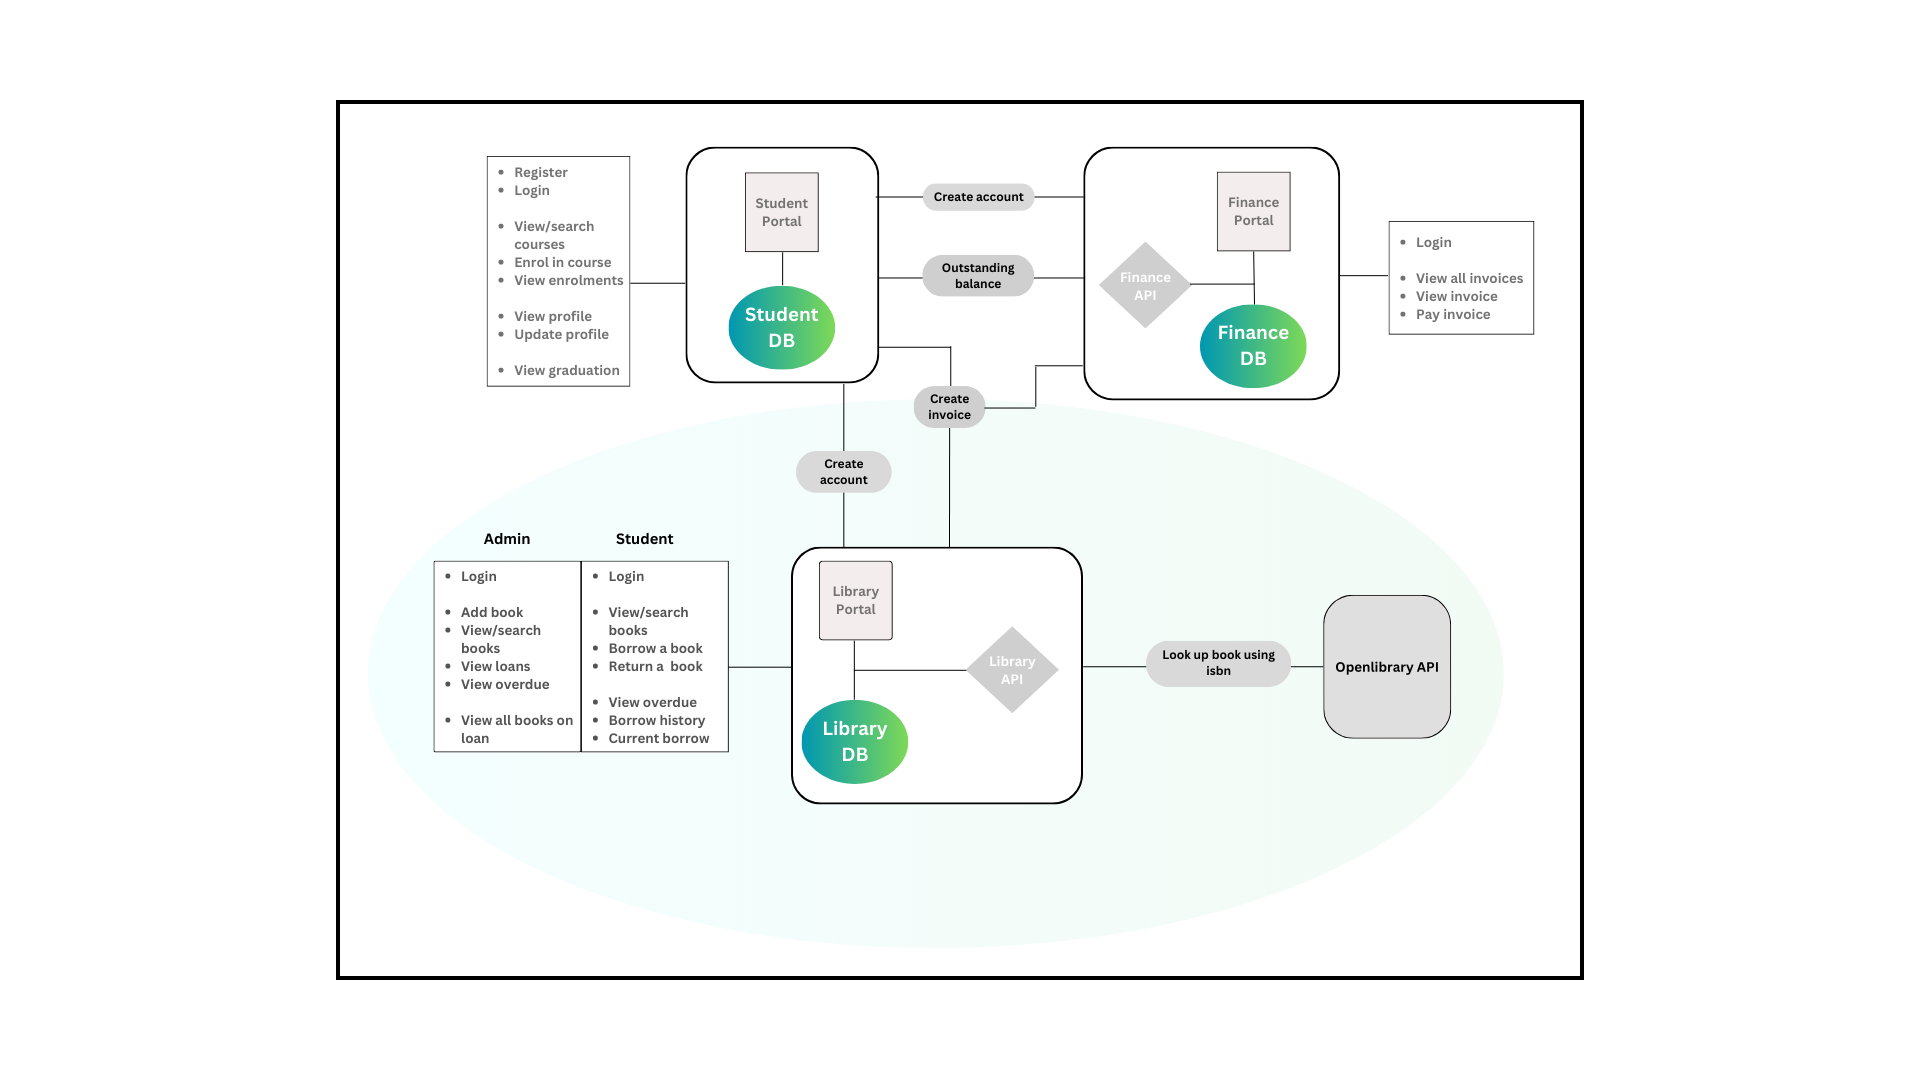 • Register
• Login
• View/search
courses
• Enrol in course
• View enrolments
• View profile
• Update profile
• View graduation
Student
Portal
Student
DB
Create account
Outstanding
balance
Create
invoice
Finance
API
Finance
Portal
Finance
DB
• Login
• View all invoices
• View invoice
• Pay invoice
Create
account
Admin
• Login
• Add book
• View/search
books
• View loans
• View overdue
• View all books on
loan
Student
• Login
• View/search
books
• Borrow a book
• Return a  book
• View overdue
• Borrow history
• Current borrow
Library
Portal
Library
API
Library
DB
Look up book using
isbn
Openlibrary API